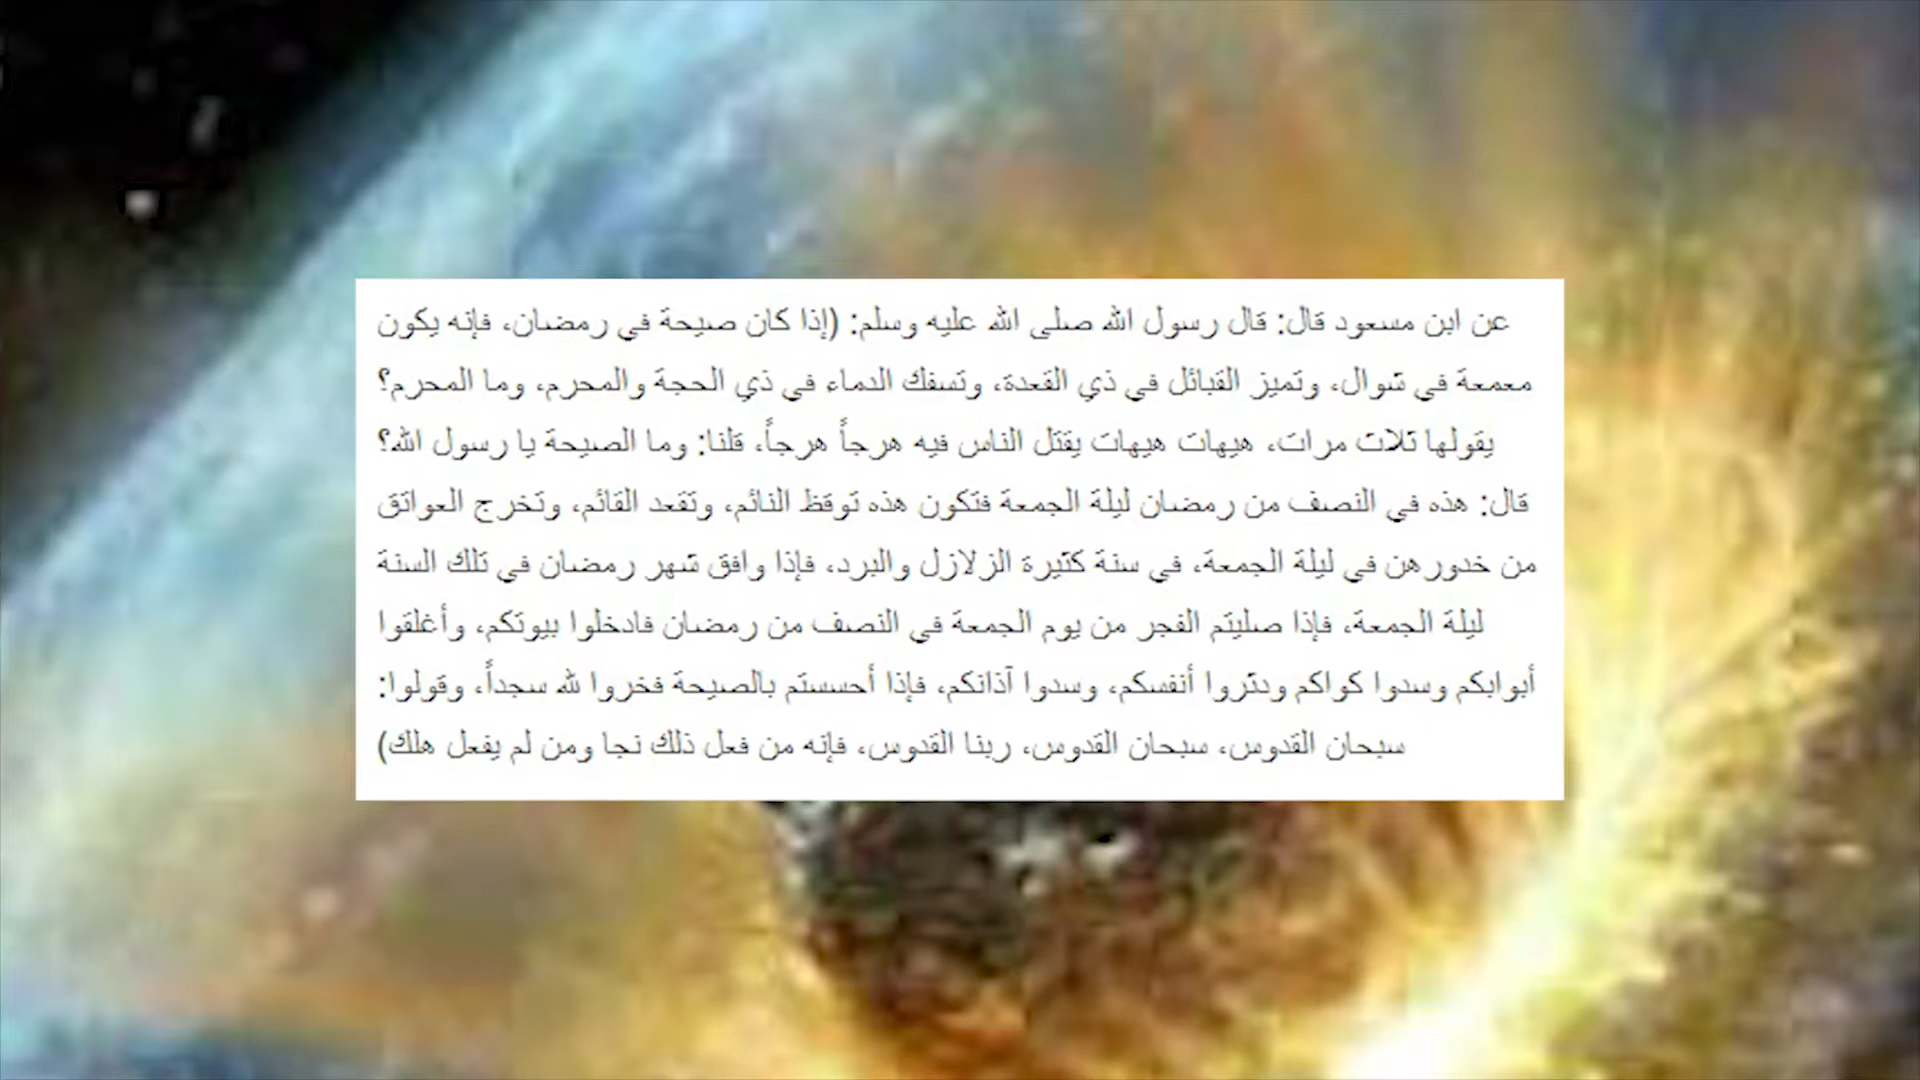 عن ابن مسعود قال: قال رسول الله صلى الله عليه وسلم: (إذا كان صيحة في رمضان، فإنه يكون
معمعة في شوال، وتميز القبائل في ذي القعدة، وتسفك الدماء في ذي الحجة والمحرم، وما المحرم؟
يقولها ثلاث مرات، هيهات هيهات يقتل الناس فيه هرجاً هرجاً، قلنا: وما الصيحة يا رسول الله؟
قال: هذه في النصف من رمضان ليلة الجمعة فتكون هذه توقظ النائم، وتقعد القائم، وتخرج العواتق
من خدورهن في ليلة الجمعة، في سنة كثيرة الزلازل والبرد، فإذا وافق شهر رمضان في تلك السنة
ليلة الجمعة، فإذا صليتم الفجر من يوم الجمعة في النصف من رمضان فادخلوا بيوتكم، وأغلقوا
أبوابكم وسدوا كواكم ودثروا أنفسكم، وسدوا آذانكم، فإذا أحسستم بالصيحة فخروا لله سجداً، وقولوا:
سبحان القدوس، سبحان القدوس، ربنا القدوس، فإنه من فعل ذلك نجا ومن لم يفعل هلك)